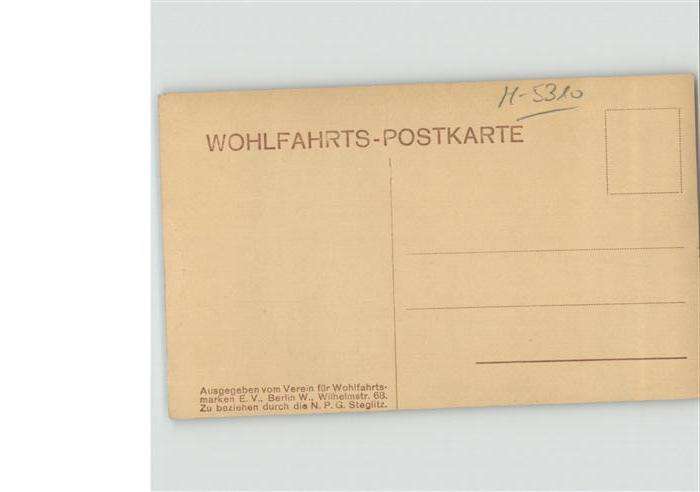 H-5310
WOHLFAHRTS-POSTKARTE
Ausgegeben vom Verein für Wohlfahrts-
marken E. V., Berlin W., Wilhelmstr. 68.
Zu beziehen durch die N. P. G. Steglitz.